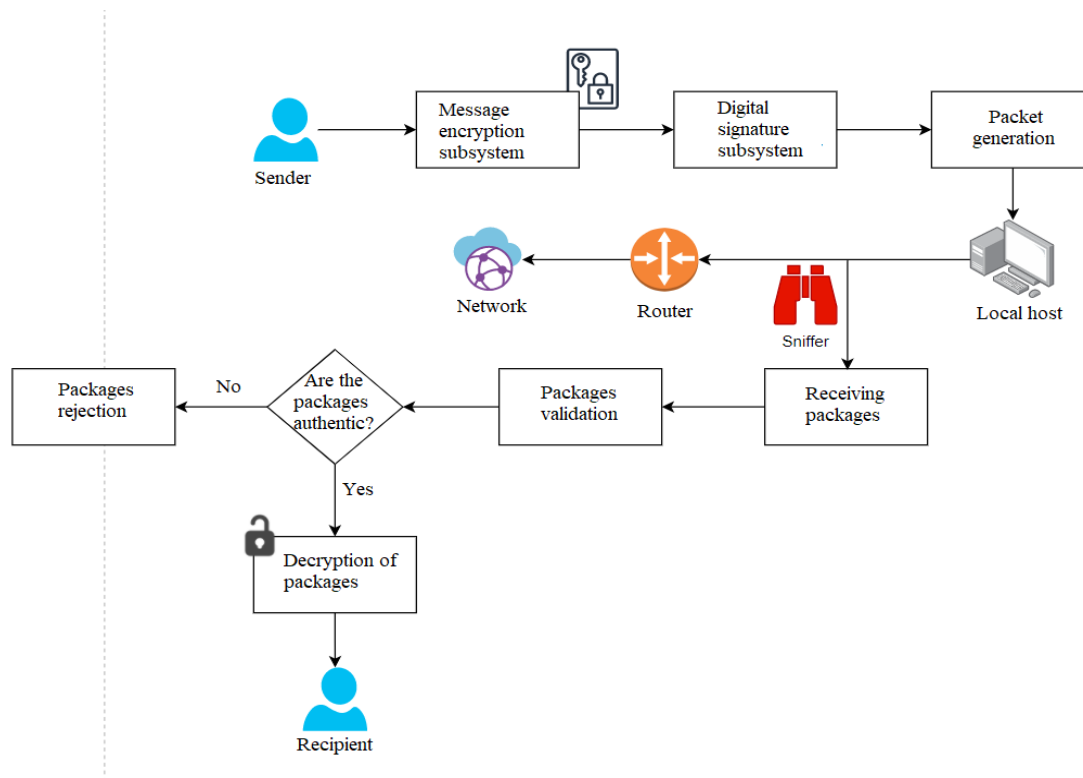 Message
encryption
subsystem
Digital
signature
subsystem
Packet
generation
Sender
Network
Router
Sniffer
Local host
Packages
rejection
No
Are the
packages
authentic?
Packages
validation
Receiving
packages
Yes
Decryption of
packages
Recipient